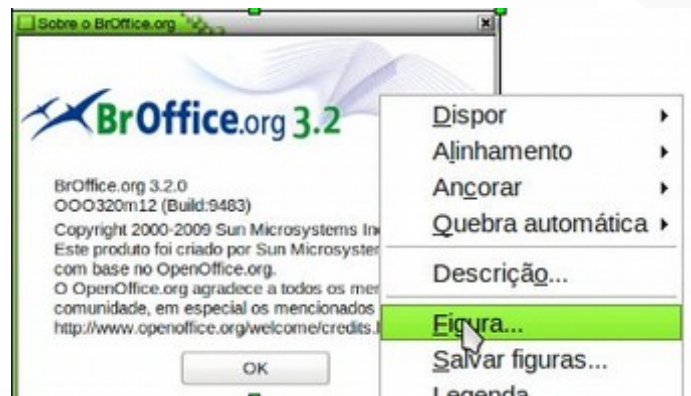 Sobre o BrOffice.org
BrOffice.org 3.2
BrOffice.org 3.2.0
OOO320m12 (Build:9483)
Copyright 2000-2009 Sun Microsystems In
Este produto foi criado por Sun Microsyster
com base no OpenOffice.org.
O OpenOffice.org agradece a todos os mer
comunidade, em especial os mencionados
http://www.openoffice.org/welcome/credits.
OK
Dispor
Alinhamento
Ancorar
Quebra automática
Descrição...
Figura...
Salvar figuras...
Legenda